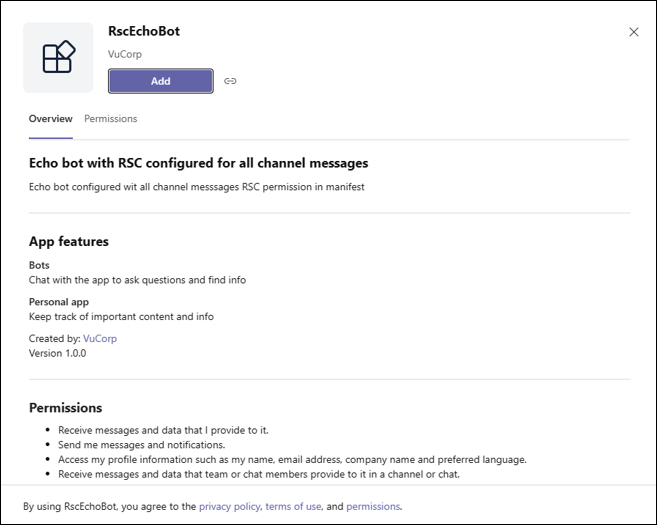 RscEchoBot
VuCorp
Add
Overview Permissions
Echo bot with RSC configured for all channel messages
Echo bot configured wit all channel messsages RSC permission in manifest
App features
Bots
Chat with the app to ask questions and find info
Personal app
Keep track of important content and info
Created by: VuCorp
Version 1.0.0
Permissions
• Receive messages and data that I provide to it.
• Send me messages and notifications.
• Access my profile information such as my name, email address, company name and preferred language.
• Receive messages and data that team or chat members provide to it in a channel or chat.
By using RscEchoBot, you agree to the privacy policy, terms of use, and permissions.